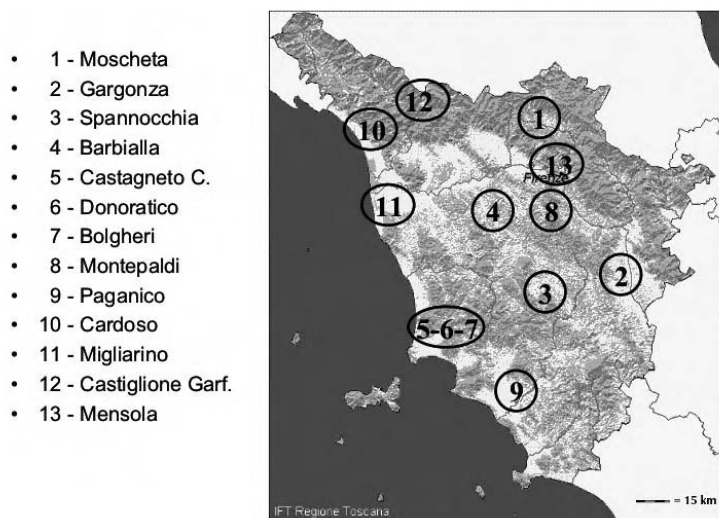 • 1 - Moscheta
• 2 - Gargonza
• 3 - Spannocchia
• 4 - Barbialla
• 5 - Castagneto C.
• 6 - Donoratico
• 7 - Bolgheri
• 8 - Montepaldi
• 9 - Paganico
• 10 - Cardoso
• 11 - Migliarino
• 12 - Castiglione Garf.
• 13 - Mensola
12
1
10
13
Firenze
11
4
8
2
3
5-6-7
9
= 15 km
IFT Regione Toscana